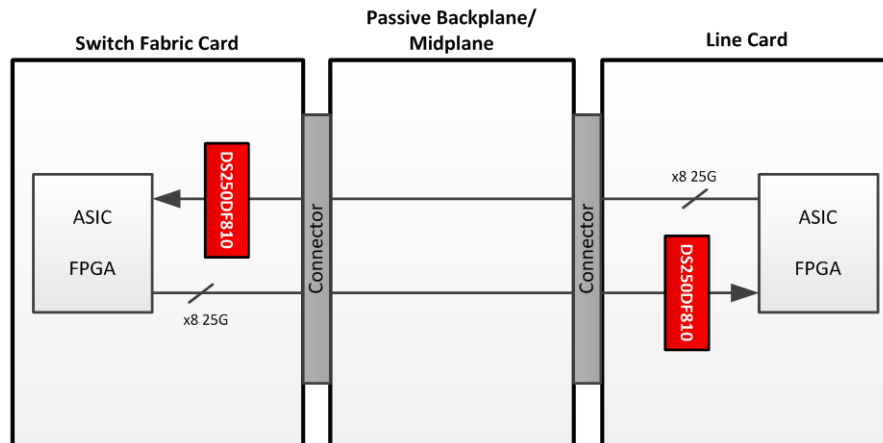 Switch Fabric Card
Passive Backplane/
Midplane
Line Card
DS250DF810
ASIC
FPGA
x8 25G
Connector
Connector
x8 25G
DS250DF810
ASIC
FPGA